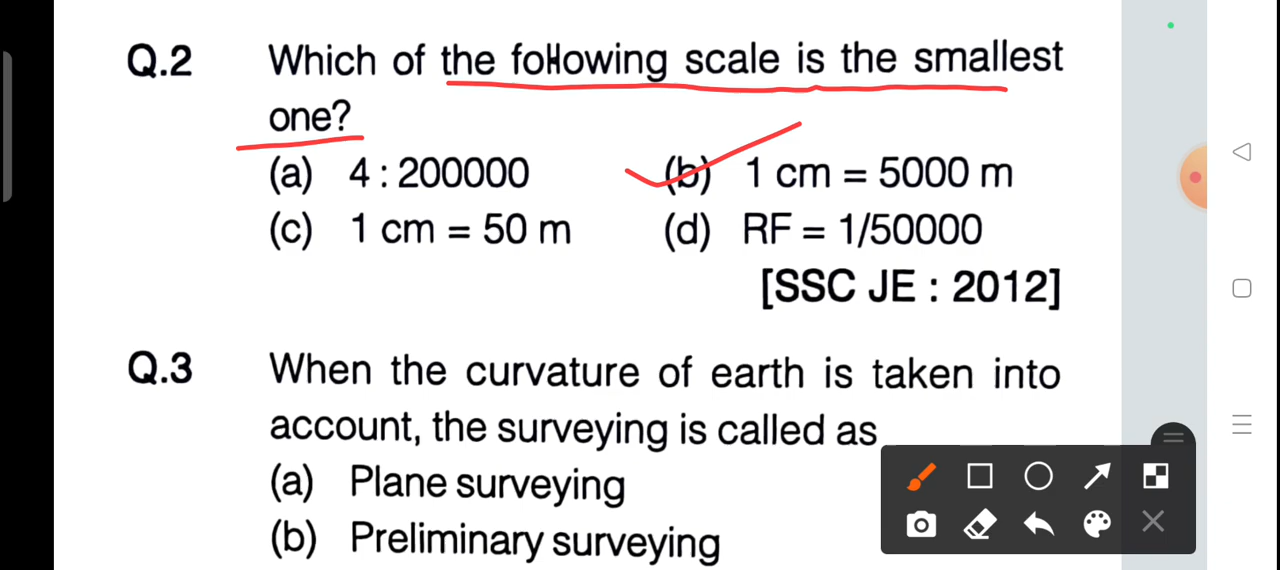 Q.2 Which of the following scale is the smallest
one?
(a) 4 : 200000 (b) 1 cm = 5000 m
(c) 1 cm = 50 m (d) RF = 1/50000
[SSC JE : 2012]
Q.3 When the curvature of earth is taken into
account, the surveying is called as
(a) Plane surveying
(b) Preliminary surveying